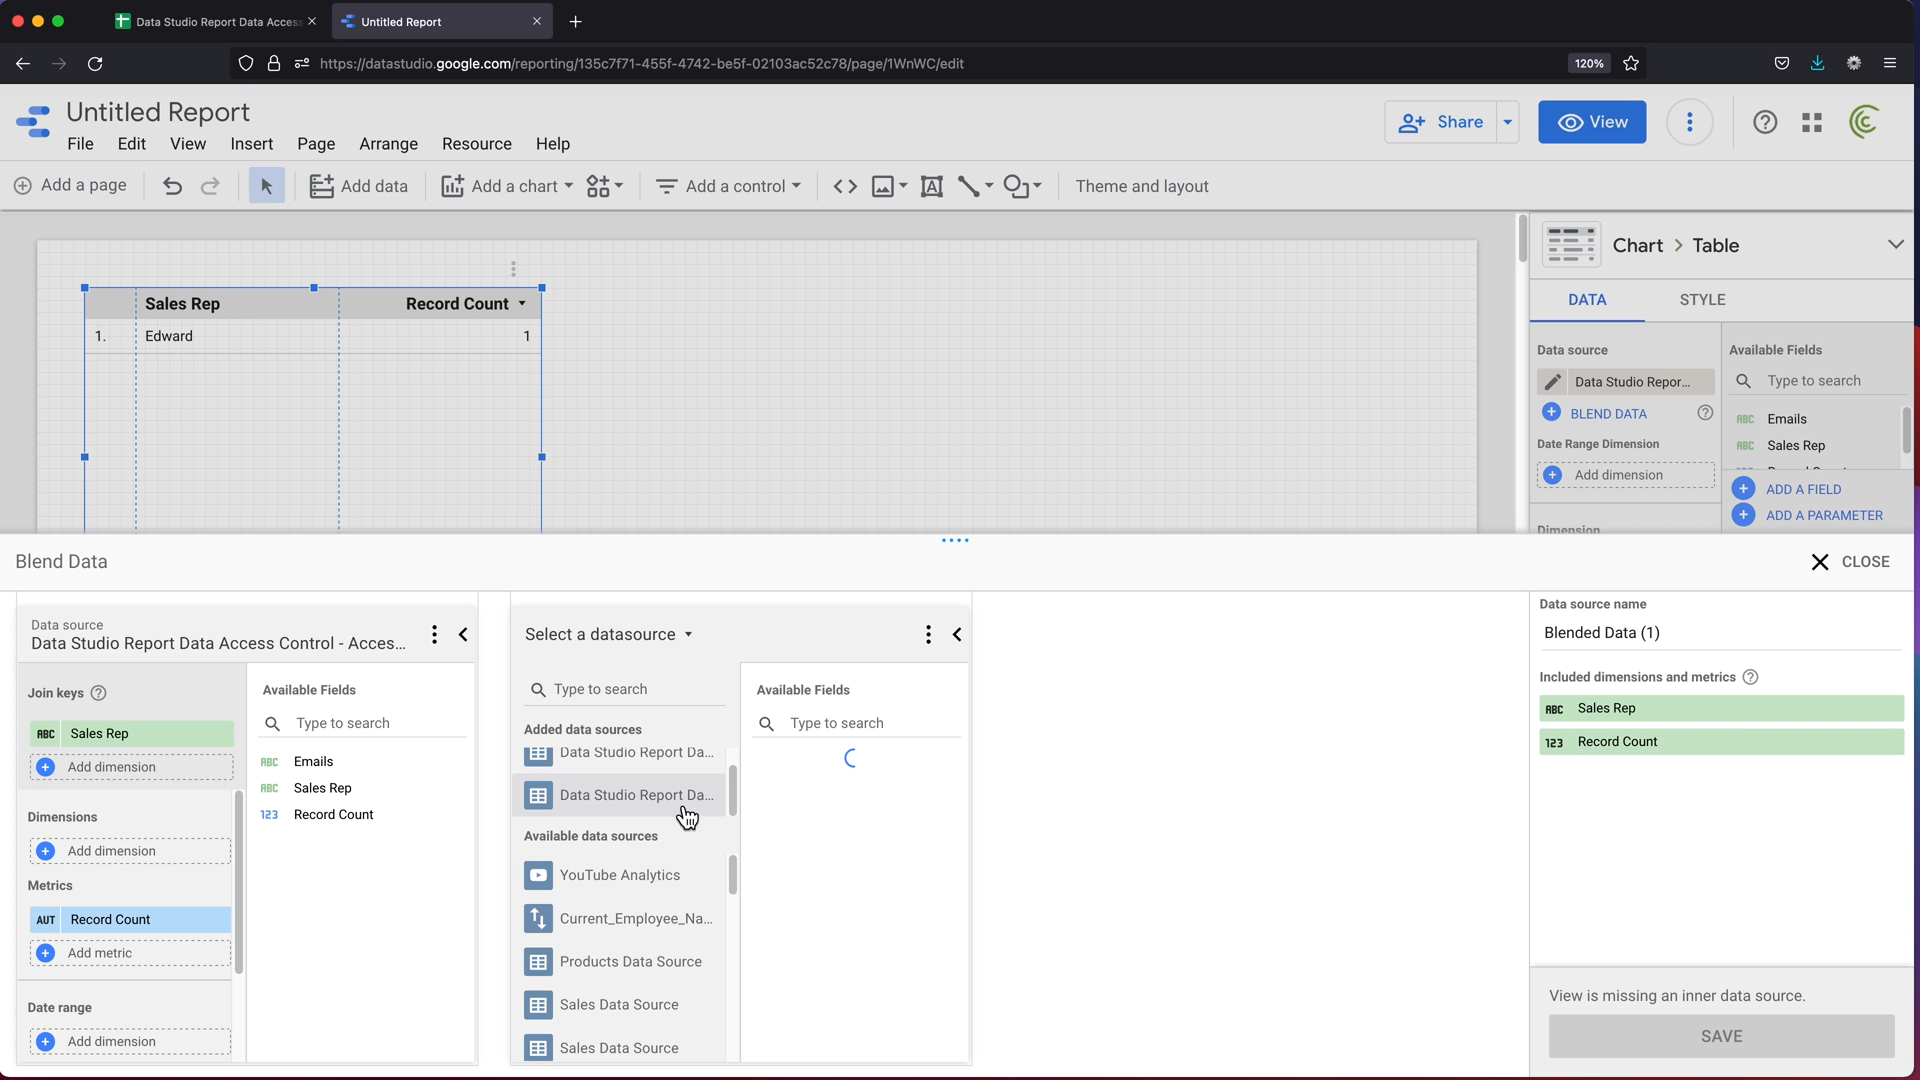 Data Studio Report Data Access
Untitled Report
https://datastudio.google.com/reporting/135c7f71-455f-4742-be5f-02103ac52c78/page/1WnWC/edit
120%
Untitled Report
File Edit View Insert Page Arrange Resource Help
Share
View
Add a page
Add data
Add a chart
Add a control
Theme and layout
Sales Rep Record Count
1. Edward 1
Chart > Table
DATA STYLE
Data source
Data Studio Repor...
BLEND DATA
Date Range Dimension
Add dimension
Dimension
Available Fields
Type to search
ABC Emails
ABC Sales Rep
ADD A FIELD
ADD A PARAMETER
Blend Data
CLOSE
Data source
Data Studio Report Data Access Control - Acces...
Join keys
ABC Sales Rep
Add dimension
Dimensions
Add dimension
Metrics
AUT Record Count
Add metric
Date range
Add dimension
Available Fields
Type to search
ABC Emails
ABC Sales Rep
123 Record Count
Select a datasource
Type to search
Added data sources
Data Studio Report Da...
Data Studio Report Da...
Available data sources
YouTube Analytics
Current_Employee_Na...
Products Data Source
Sales Data Source
Sales Data Source
Available Fields
Type to search
Data source name
Blended Data (1)
Included dimensions and metrics
ABC Sales Rep
123 Record Count
View is missing an inner data source.
SAVE